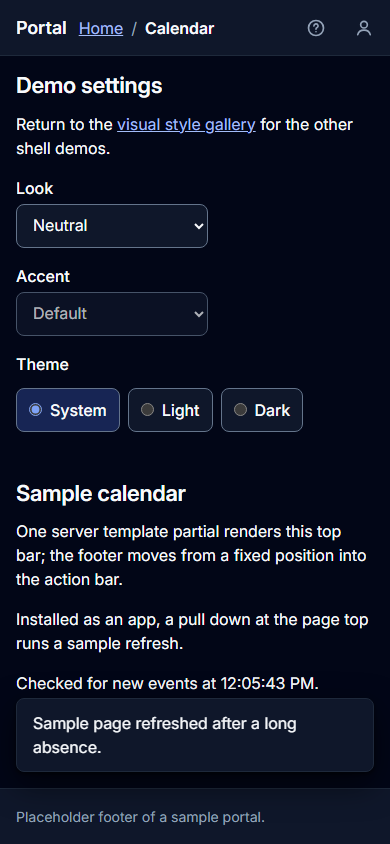 Portal Home / Calendar
Demo settings
Return to the visual style gallery for the other
shell demos.
Look
Neutral
Accent
Default
Theme
System Light Dark
Sample calendar
One server template partial renders this top
bar; the footer moves from a fixed position into
the action bar.
Installed as an app, a pull down at the page top
runs a sample refresh.
Checked for new events at 12:05:43 PM.
Sample page refreshed after a long
absence.
Placeholder footer of a sample portal.